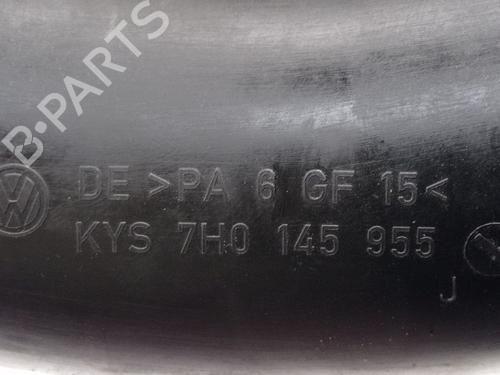 B-PARTS
DE >PA 6 GF 15<
KYS 7H0 145 955
J